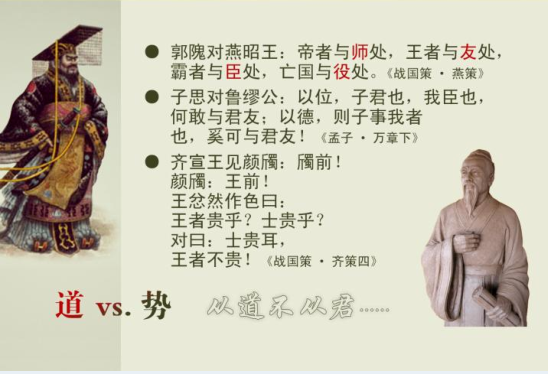 ● 郭隗对燕昭王：帝者与师处，王者与友处，
霸者与臣处，亡国与役处。《战国策·燕策》
● 子思对鲁缪公：以位，子君也，我臣也，
何敢与君友；以德，则子事我者
也，奚可与君友！《孟子·万章下》
● 齐宣王见颜斶：斶前！
颜斶：王前！
王忿然作色曰：
王者贵乎？士贵乎？
对曰：士贵耳，
王者不贵！《战国策·齐策四》
道 vs. 势 从道不从君……